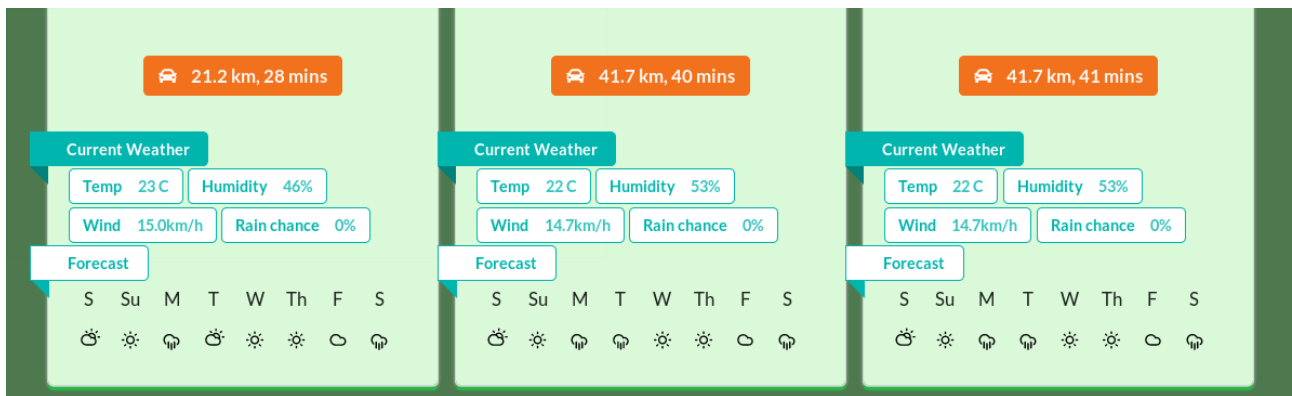 21.2 km, 28 mins
Current Weather
Temp 23 C Humidity 46%
Wind 15.0km/h Rain chance 0%
Forecast
S Su M T W Th F S
41.7 km, 40 mins
Current Weather
Temp 22 C Humidity 53%
Wind 14.7km/h Rain chance 0%
Forecast
S Su M T W Th F S
41.7 km, 41 mins
Current Weather
Temp 22 C Humidity 53%
Wind 14.7km/h Rain chance 0%
Forecast
S Su M T W Th F S